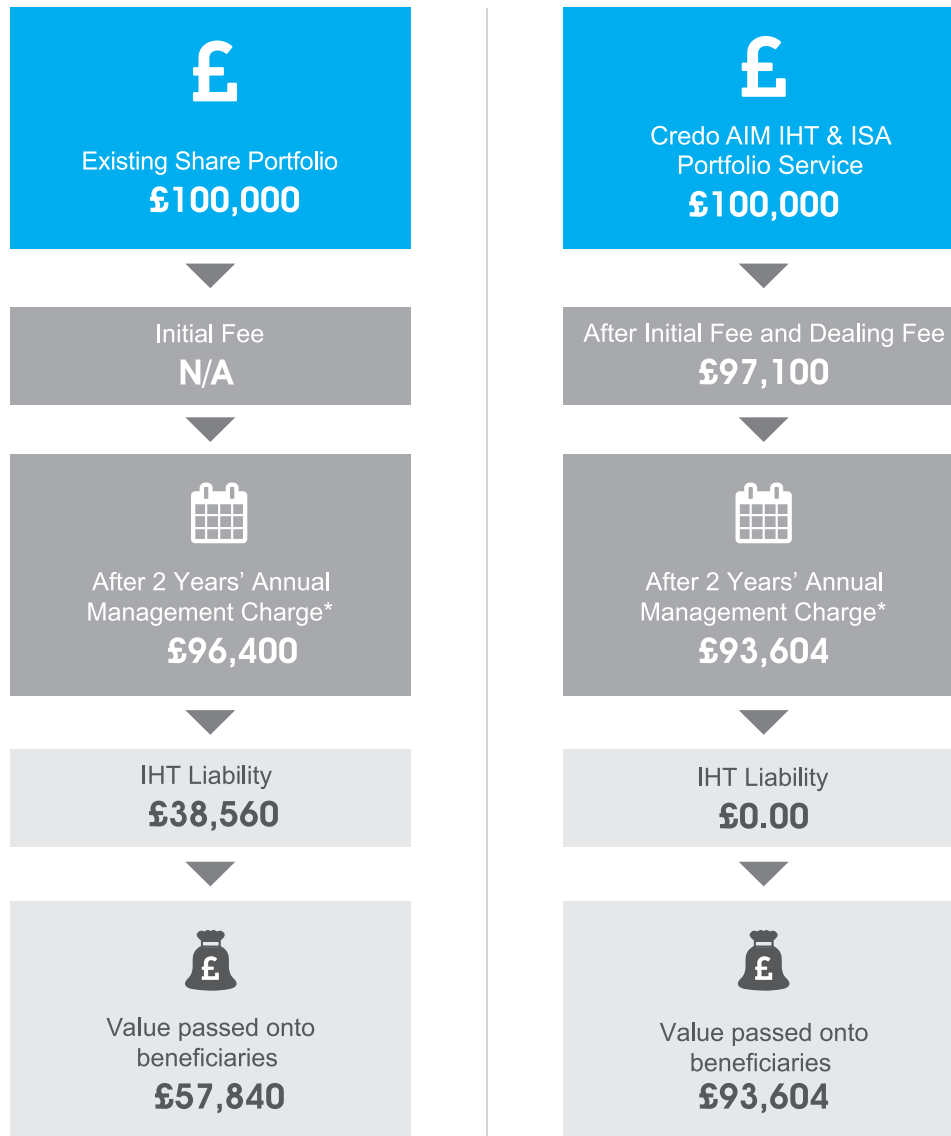 £
Existing Share Portfolio
£100,000
Initial Fee
N/A
After 2 Years’ Annual
Management Charge*
£96,400
IHT Liability
£38,560
£
Value passed onto
beneficiaries
£57,840
£
Credo AIM IHT & ISA
Portfolio Service
£100,000
After Initial Fee and Dealing Fee
£97,100
After 2 Years’ Annual
Management Charge*
£93,604
IHT Liability
£0.00
£
Value passed onto
beneficiaries
£93,604